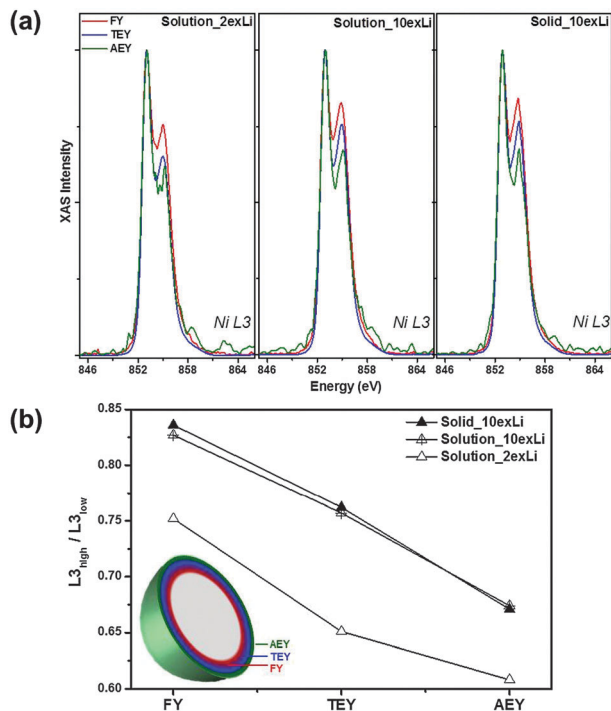 (a)
FY
TEY
AEY
Solution_2exLi
Solution_10exLi
Solid_10exLi
XAS Intensity
Ni L3
Ni L3
Ni L3
846 852 858 864 846 852 858 864 846 852 858 864
Energy (eV)
(b)
0.85
0.80
0.75
0.70
0.65
0.60
L3high / L3low
Solid_10exLi
Solution_10exLi
Solution_2exLi
AEY
TEY
FY
FY TEY AEY